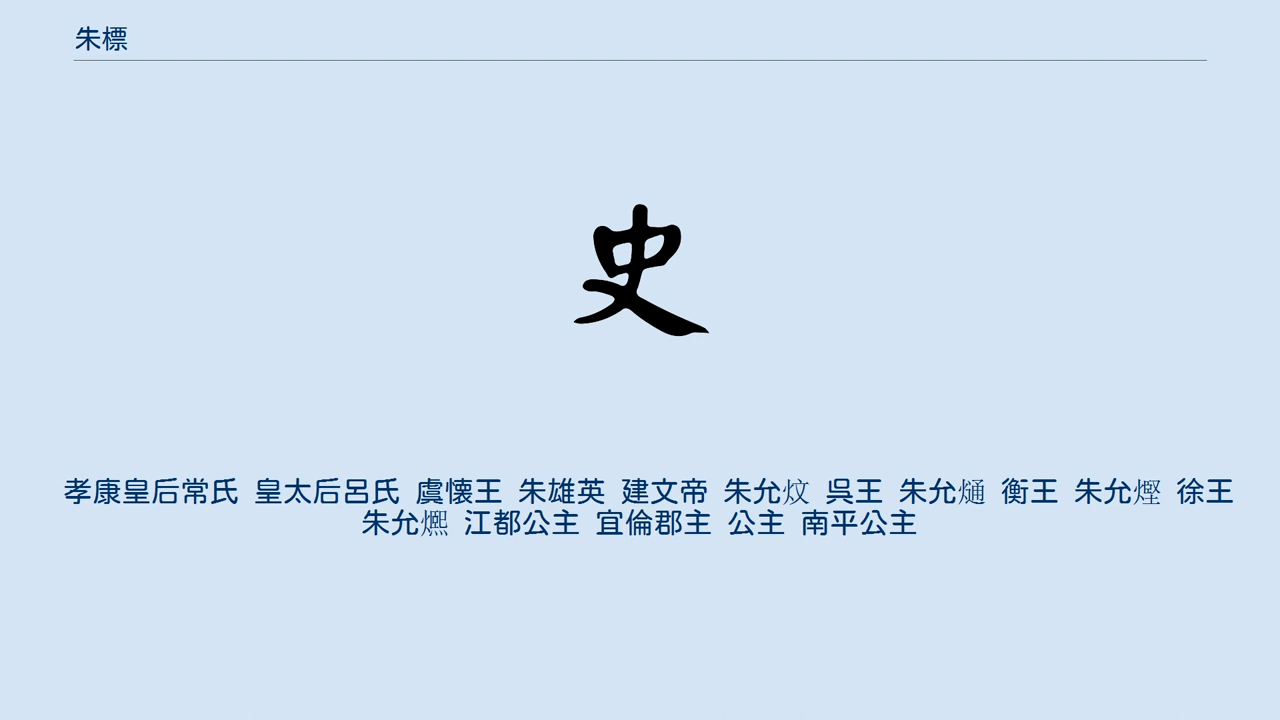 朱標
史
孝康皇后常氏 皇太后呂氏 虞懐王 朱雄英 建文帝 朱允炆 呉王 朱允熥 衡王 朱允熞 徐王
朱允熈 江都公主 宜倫郡主 公主 南平公主